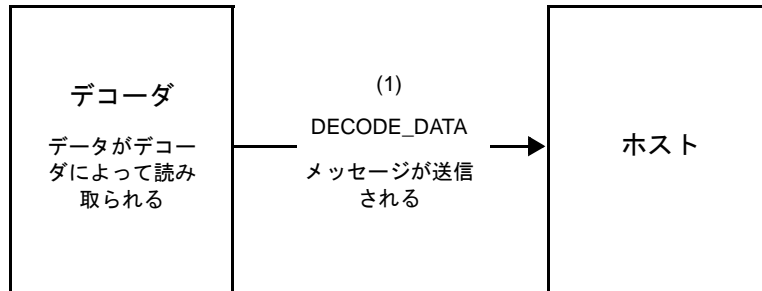 デコーダ
データがデコー
ダによって読み
取られる
(1)
DECODE_DATA
メッセージが送信
される
ホスト